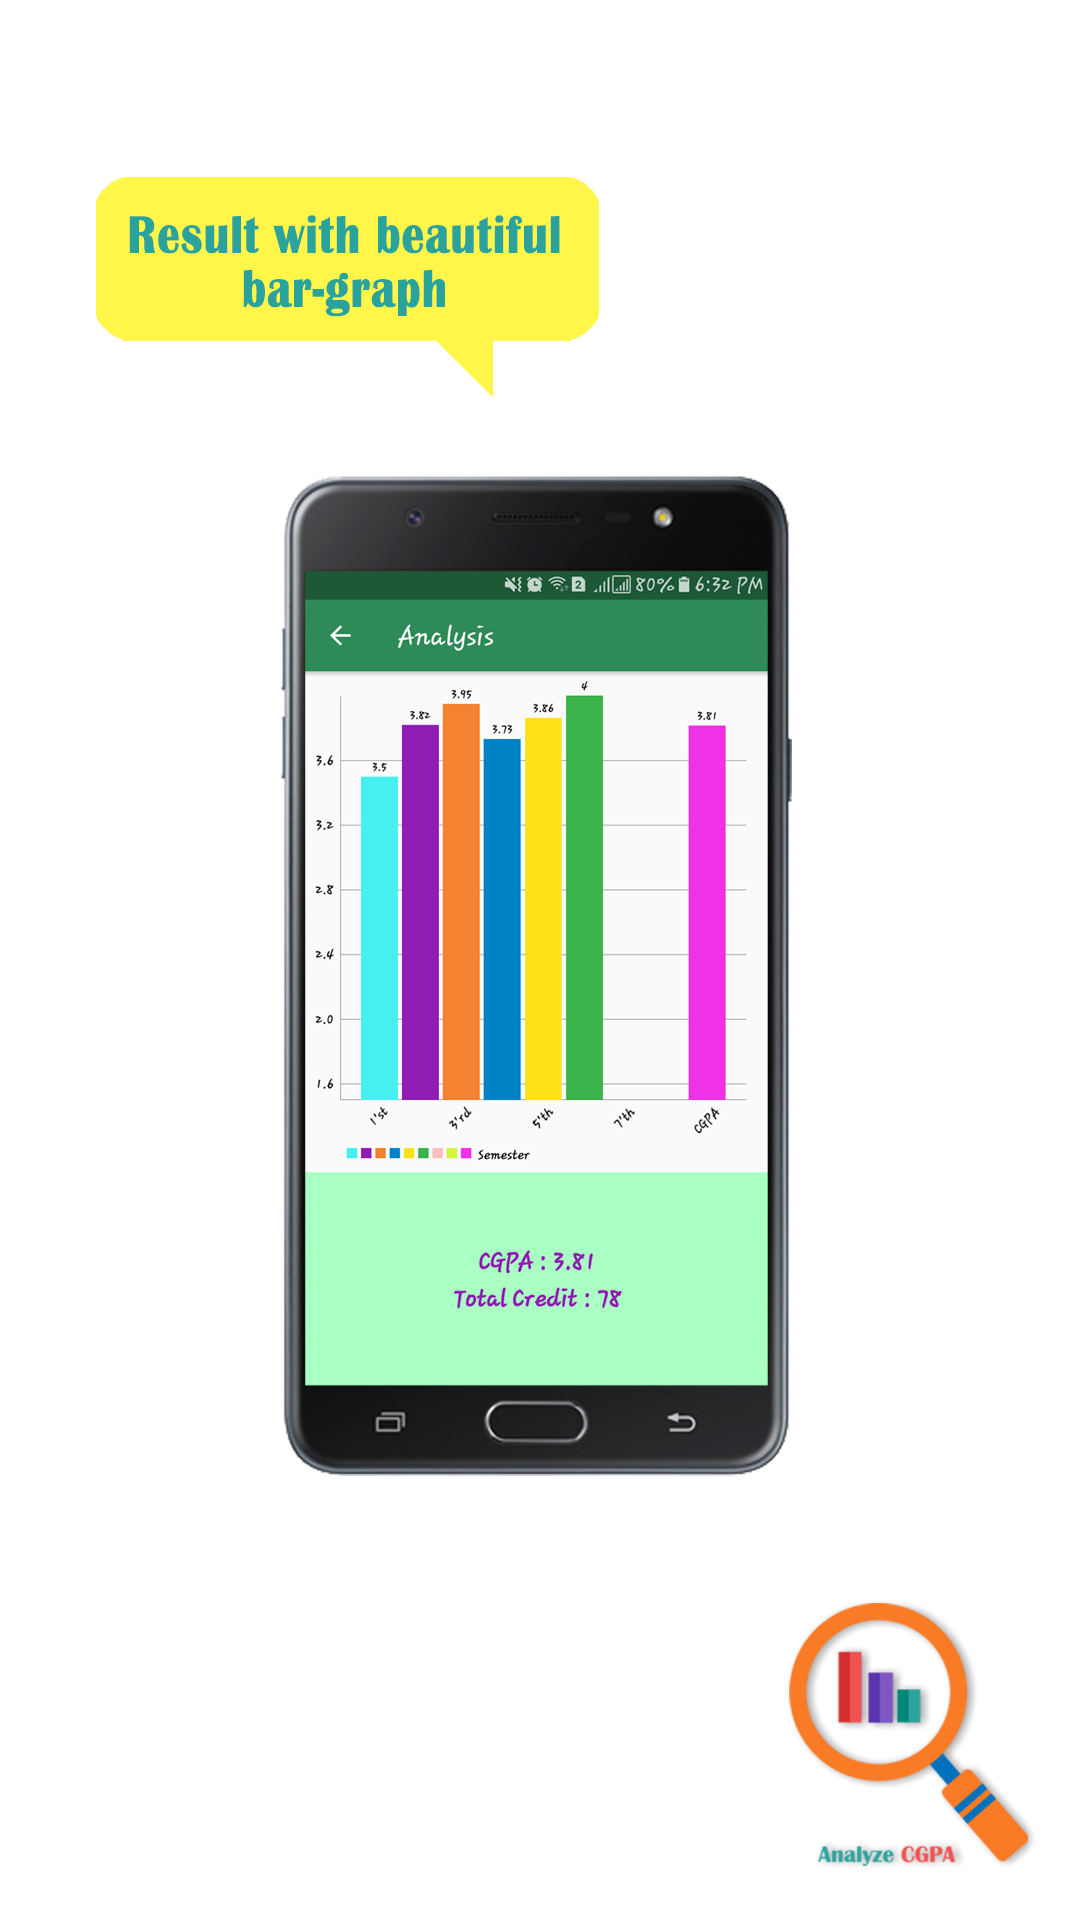 Result with beautiful
bar-graph
2 80% 6:32 PM
Analysis
4
3.95
3.86
3.82
3.81
3.73
3.5
3.6
3.2
2.8
2.4
2.0
1.6
1'st 3'rd 5'th 7'th CGPA
Semester
CGPA : 3.81
Total Credit : 78
Analyze CGPA